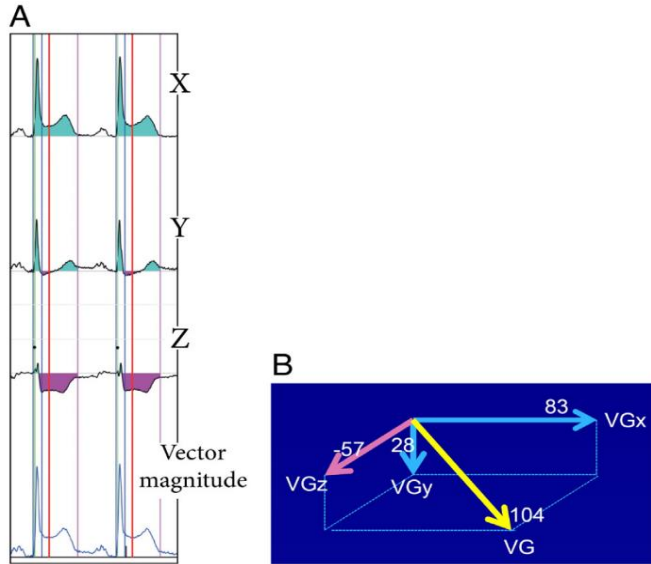 A
X
Y
Z
Vector
magnitude
B
83
VGx
-57
28
VGz
VGy
104
VG